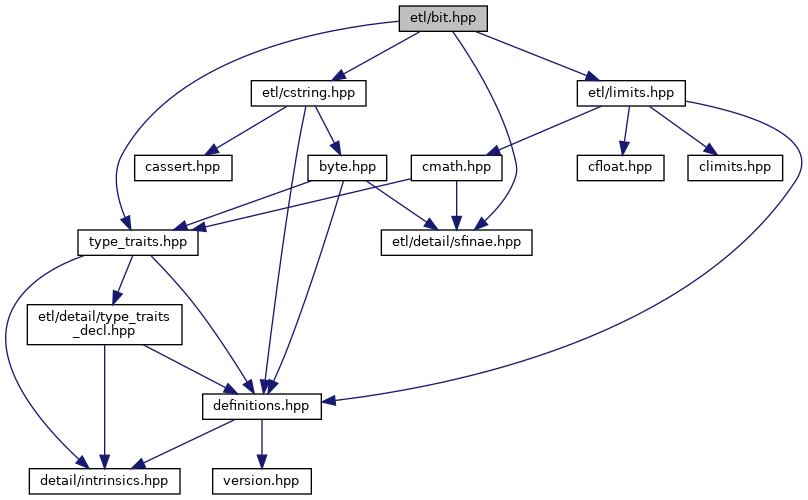 etl/bit.hpp
etl/cstring.hpp
etl/limits.hpp
cassert.hpp
byte.hpp
cmath.hpp
cfloat.hpp
climits.hpp
type_traits.hpp
etl/detail/sfinae.hpp
etl/detail/type_traits
_decl.hpp
definitions.hpp
detail/intrinsics.hpp
version.hpp